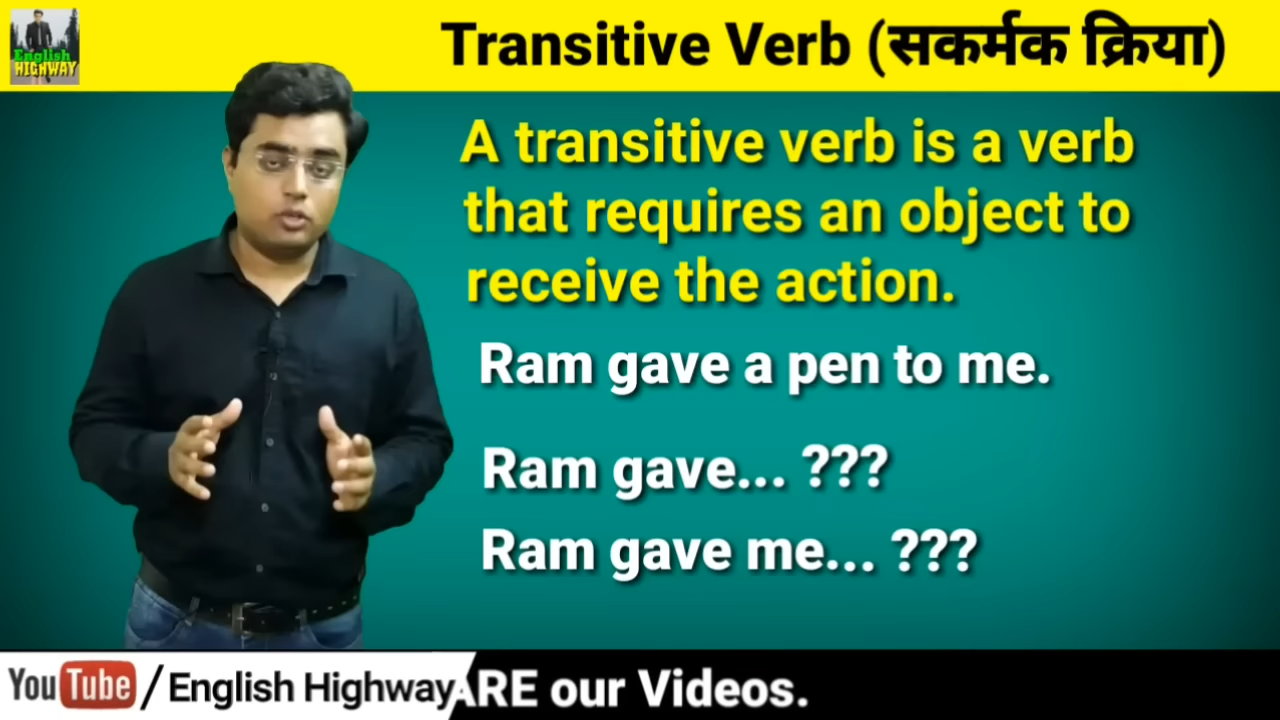 English
HIGHWAY
Transitive Verb (सकर्मक क्रिया)
A transitive verb is a verb
that requires an object to
receive the action.
Ram gave a pen to me.
Ram gave... ???
Ram gave me... ???
YouTube / English Highway
ARE our Videos.